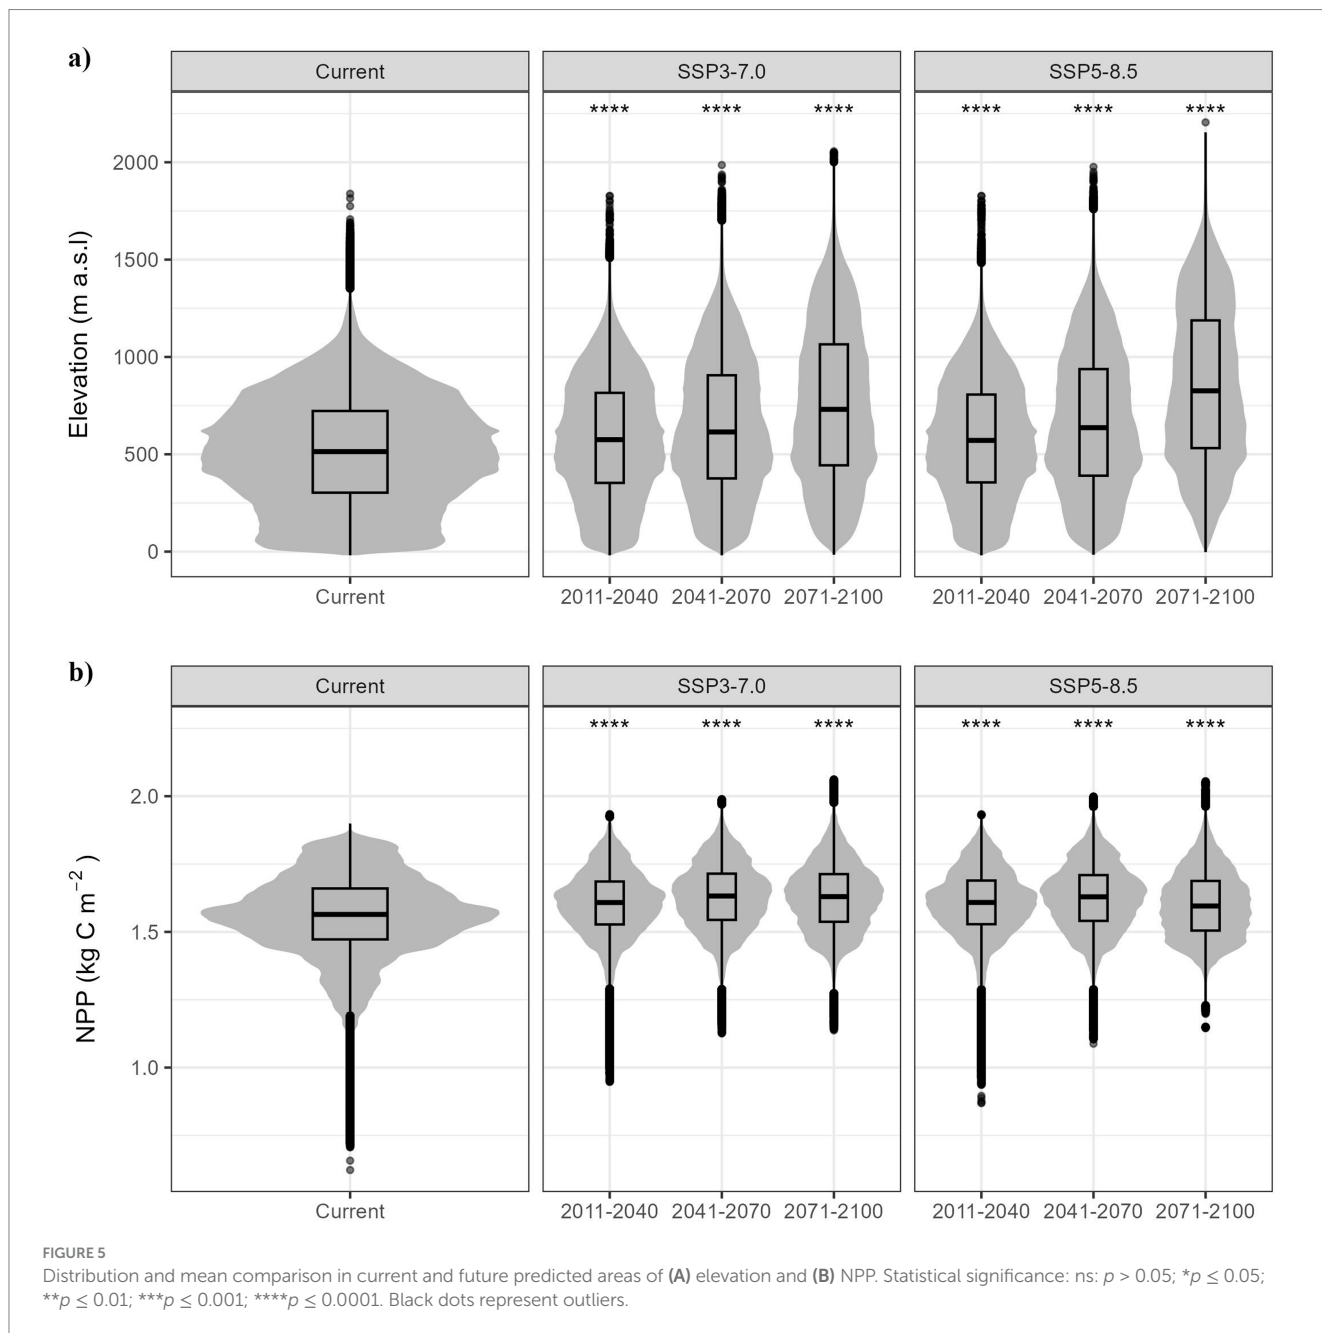 a)
Current SSP3-7.0 SSP5-8.5
**** **** **** **** **** ****
2000
1500
1000
500
0
Elevation (m a.s.l)
Current 2011-2040 2041-2070 2071-2100 2011-2040 2041-2070 2071-2100
b)
Current SSP3-7.0 SSP5-8.5
**** **** **** **** **** ****
2.0
1.5
1.0
NPP (kg C m⁻² )
Current 2011-2040 2041-2070 2071-2100 2011-2040 2041-2070 2071-2100
FIGURE 5
Distribution and mean comparison in current and future predicted areas of (A) elevation and (B) NPP. Statistical significance: ns: p > 0.05; *p ≤ 0.05;
**p ≤ 0.01; ***p ≤ 0.001; ****p ≤ 0.0001. Black dots represent outliers.